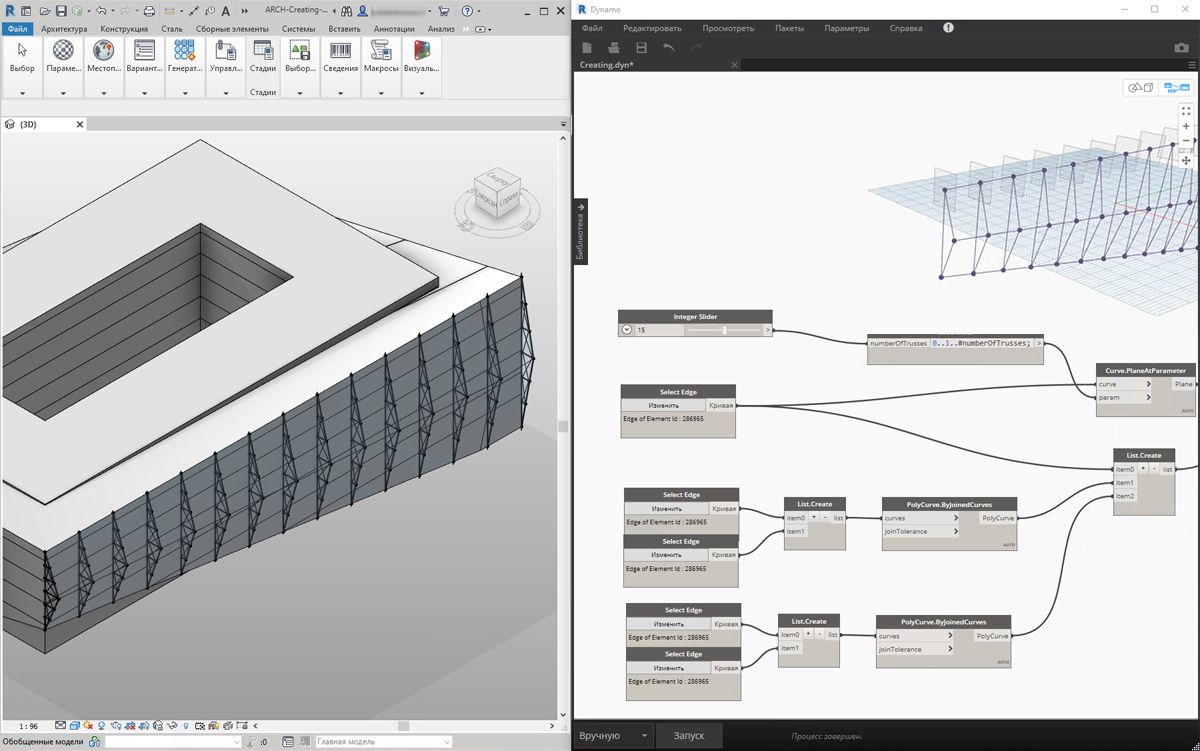 ARCH-Creating-...
Файл Архитектура Конструкция Сталь Сборные элементы Системы Вставить Аннотации Анализ
Выбор Параме... Местоп... Вариант... Генерат... Управл... Стадии Выбор... Сведения Макросы Визуаль...
Стадии
{3D}
1 : 96
Обобщенные модели :0 Главная модель
Dynamo
Файл Редактировать Просмотреть Пакеты Параметры Справка
Creating.dyn*
Библиотека
Integer Slider
15 >
numberOfTrusses 0..1..#numberOfTrusses; >
Curve.PlaneAtParameter
curve > Plane
param >
AUTO
Select Edge
Изменить Кривая
Edge of Element Id : 286965
List.Create
item0 + - list
item1
item2
Select Edge
Изменить Кривая
Edge of Element Id : 286965
Select Edge
Изменить Кривая
Edge of Element Id : 286965
List.Create
item0 + - list
item1
PolyCurve.ByJoinedCurves
curves > PolyCurve
joinTolerance >
AUTO
Select Edge
Изменить Кривая
Edge of Element Id : 286965
Select Edge
Изменить Кривая
Edge of Element Id : 286965
List.Create
item0 + - list
item1
PolyCurve.ByJoinedCurves
curves > PolyCurve
joinTolerance >
AUTO
Вручную Запуск Процесс завершен.